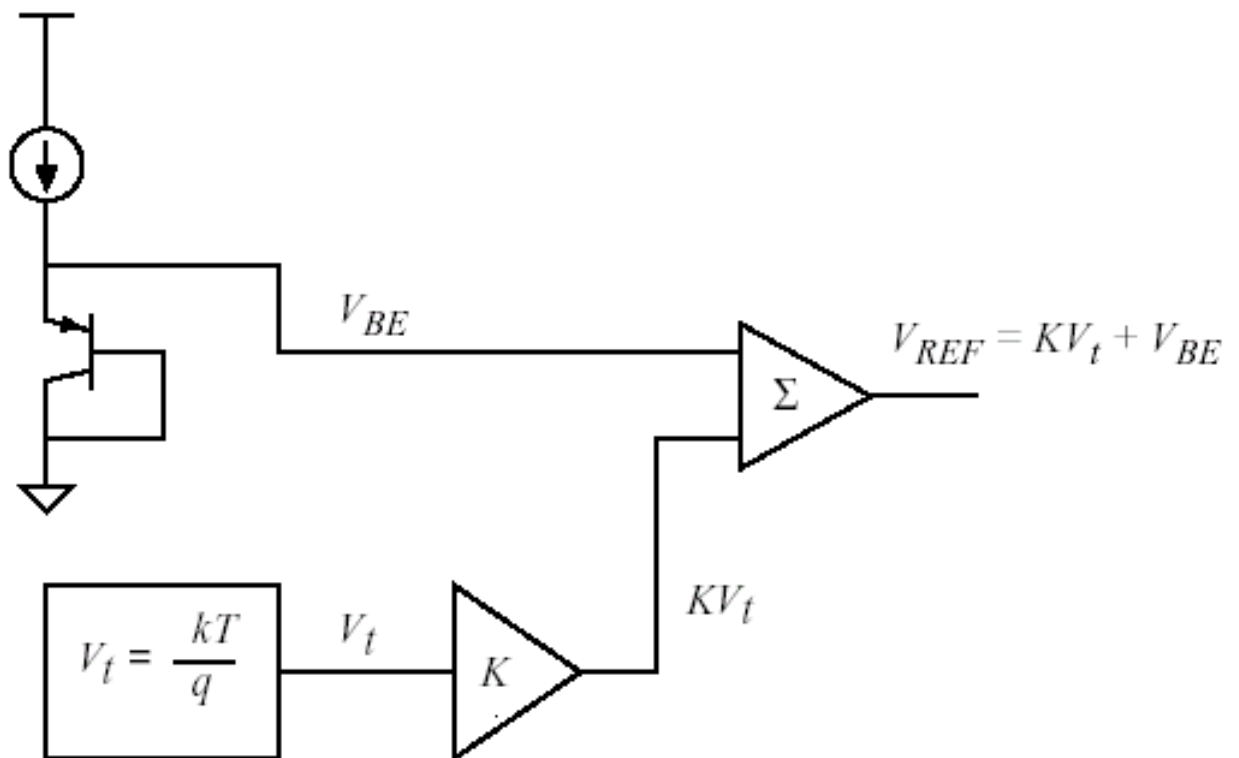 V_BE
Σ
V_REF = KV_t + V_BE
V_t = kT/q
V_t
K
KV_t